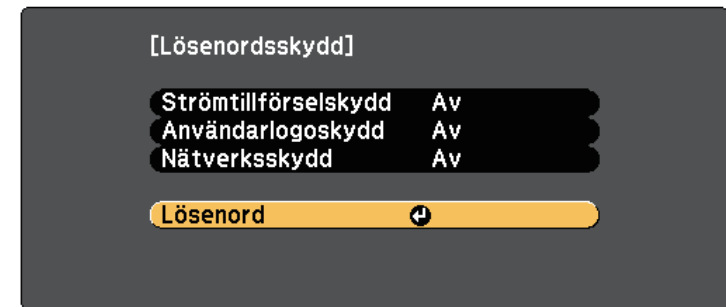 [Lösenordsskydd]
Strömtillförselskydd Av
Användarlogoskydd Av
Nätverksskydd Av
Lösenord